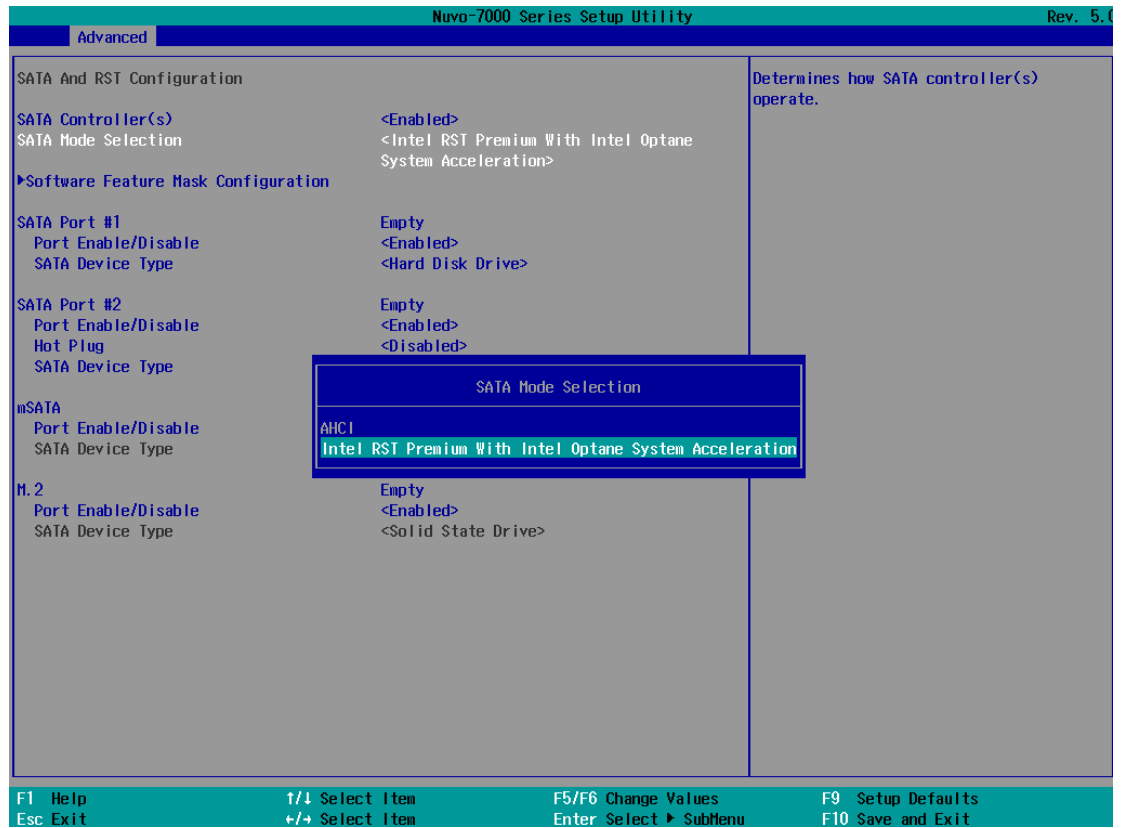 Nuvo-7000 Series Setup Utility Rev. 5.0
Advanced
SATA And RST Configuration
SATA Controller(s) <Enabled>
SATA Mode Selection <Intel RST Premium With Intel Optane
System Acceleration>
▶Software Feature Mask Configuration
SATA Port #1 Empty
Port Enable/Disable <Enabled>
SATA Device Type <Hard Disk Drive>
SATA Port #2 Empty
Port Enable/Disable <Enabled>
Hot Plug <Disabled>
SATA Device Type
mSATA
Port Enable/Disable
SATA Device Type
M.2 Empty
Port Enable/Disable <Enabled>
SATA Device Type <Solid State Drive>
SATA Mode Selection
AHCI
Intel RST Premium With Intel Optane System Acceleration
Determines how SATA controller(s)
operate.
F1 Help ↑/↓ Select Item F5/F6 Change Values F9 Setup Defaults
Esc Exit ←/→ Select Item Enter Select ▶ SubMenu F10 Save and Exit